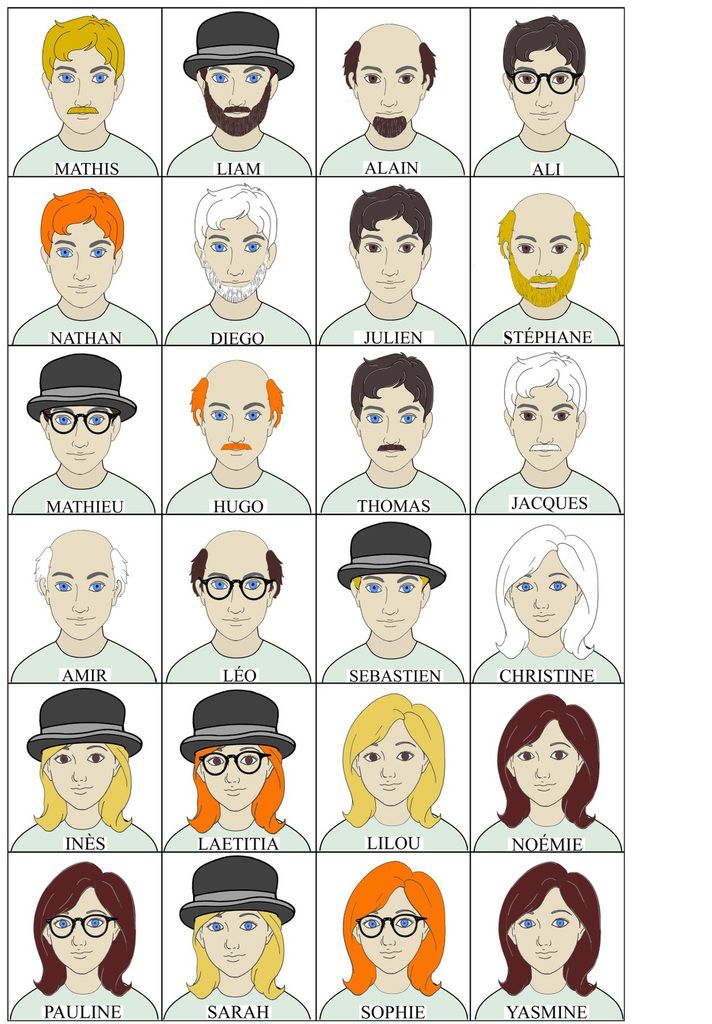 MATHIS LIAM ALAIN ALI
NATHAN DIEGO JULIEN STÉPHANE
MATHIEU HUGO THOMAS JACQUES
AMIR LÉO SEBASTIEN CHRISTINE
INÈS LAETITIA LILOU NOÉMIE
PAULINE SARAH SOPHIE YASMINE